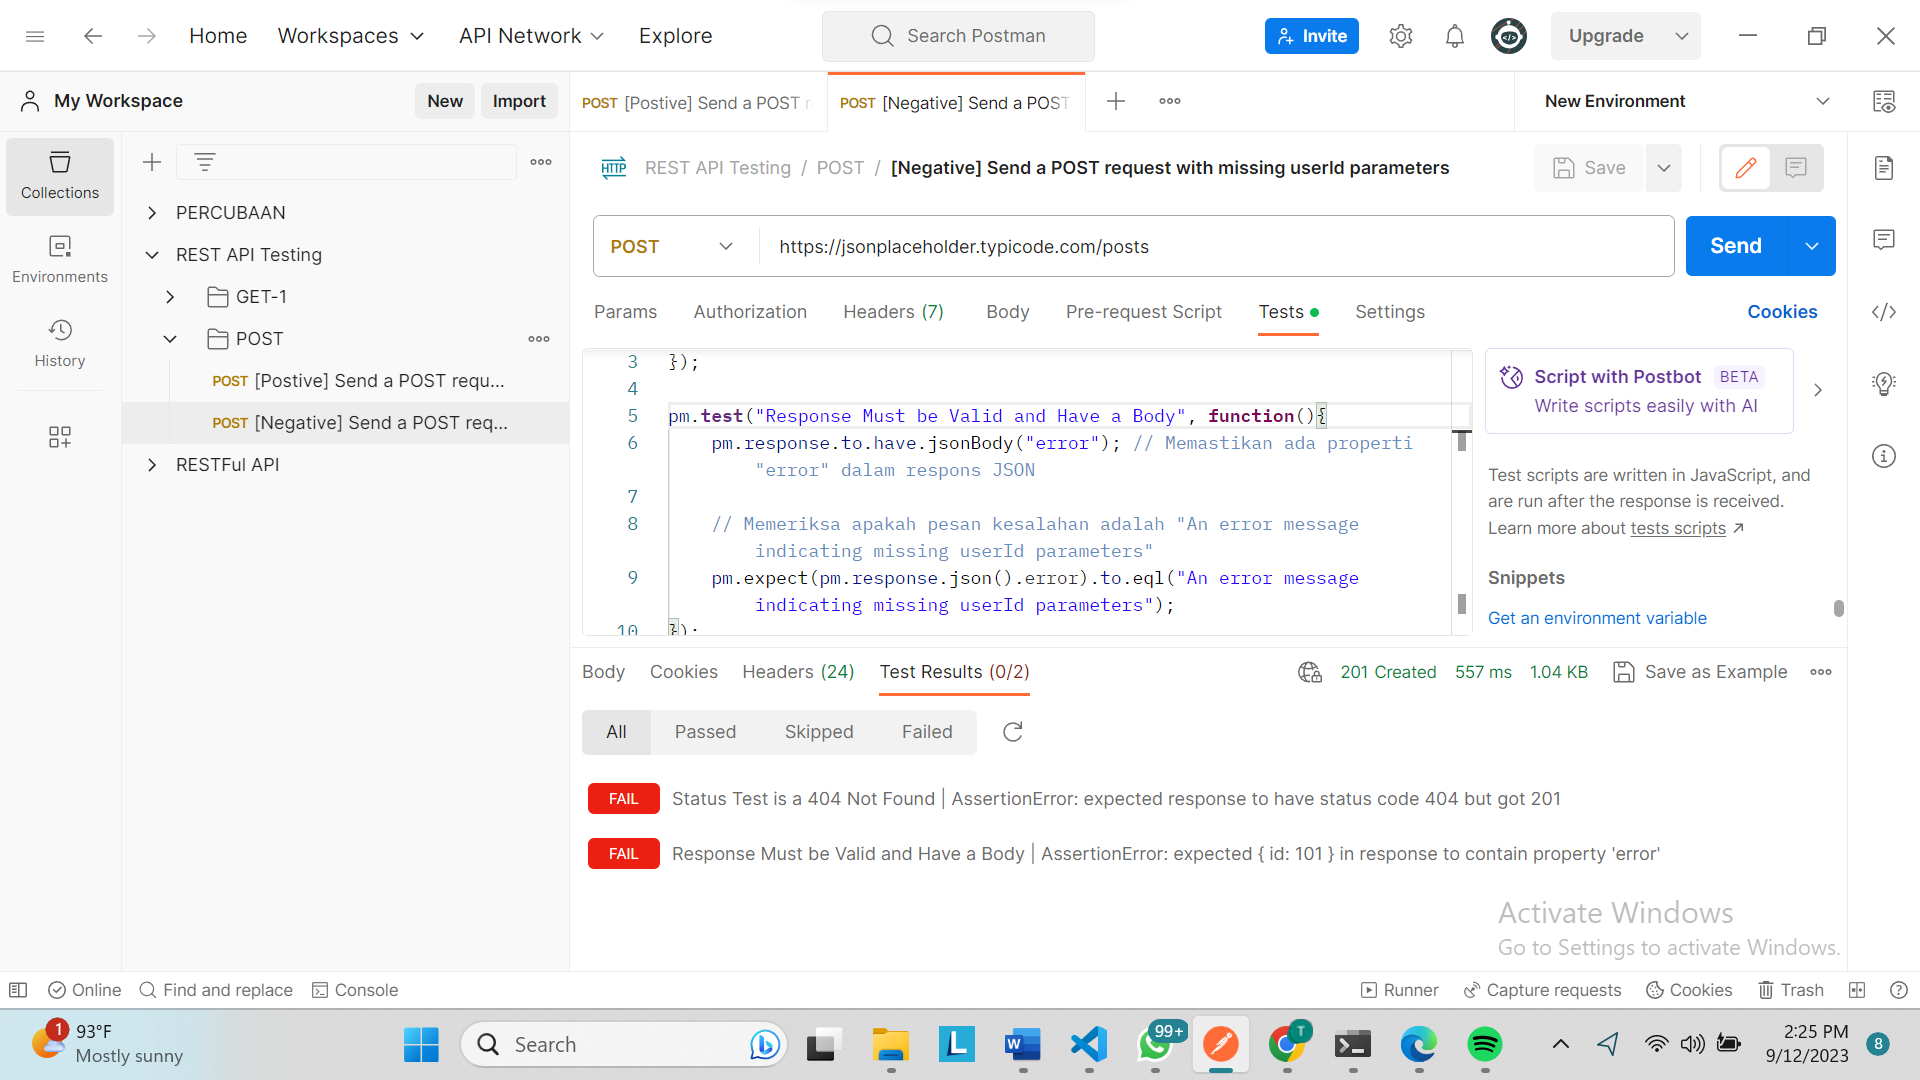 Home
Workspaces
API Network
Explore
Search Postman
Invite
Upgrade
My Workspace
New
Import
POST [Postive] Send a POST r
POST [Negative] Send a POST
New Environment
Collections
Environments
History
PERCUBAAN
REST API Testing
GET-1
POST
POST [Postive] Send a POST requ...
POST [Negative] Send a POST req...
RESTFul API
HTTP
REST API Testing / POST / [Negative] Send a POST request with missing userId parameters
Save
POST
https://jsonplaceholder.typicode.com/posts
Send
Params
Authorization
Headers (7)
Body
Pre-request Script
Tests
Settings
Cookies
3 });
4
5 pm.test("Response Must be Valid and Have a Body", function(){
6 pm.response.to.have.jsonBody("error"); // Memastikan ada properti
"error" dalam respons JSON
7
8 // Memeriksa apakah pesan kesalahan adalah "An error message
indicating missing userId parameters"
9 pm.expect(pm.response.json().error).to.eql("An error message
indicating missing userId parameters");
10 });
Script with Postbot BETA
Write scripts easily with AI
Test scripts are written in JavaScript, and
are run after the response is received.
Learn more about tests scripts ↗
Snippets
Get an environment variable
Body
Cookies
Headers (24)
Test Results (0/2)
201 Created
557 ms
1.04 KB
Save as Example
All
Passed
Skipped
Failed
FAIL Status Test is a 404 Not Found | AssertionError: expected response to have status code 404 but got 201
FAIL Response Must be Valid and Have a Body | AssertionError: expected { id: 101 } in response to contain property 'error'
Activate Windows
Go to Settings to activate Windows.
Online
Find and replace
Console
Runner
Capture requests
Cookies
Trash
1
93°F
Mostly sunny
Search
L
W
99+
T
2:25 PM
9/12/2023
8